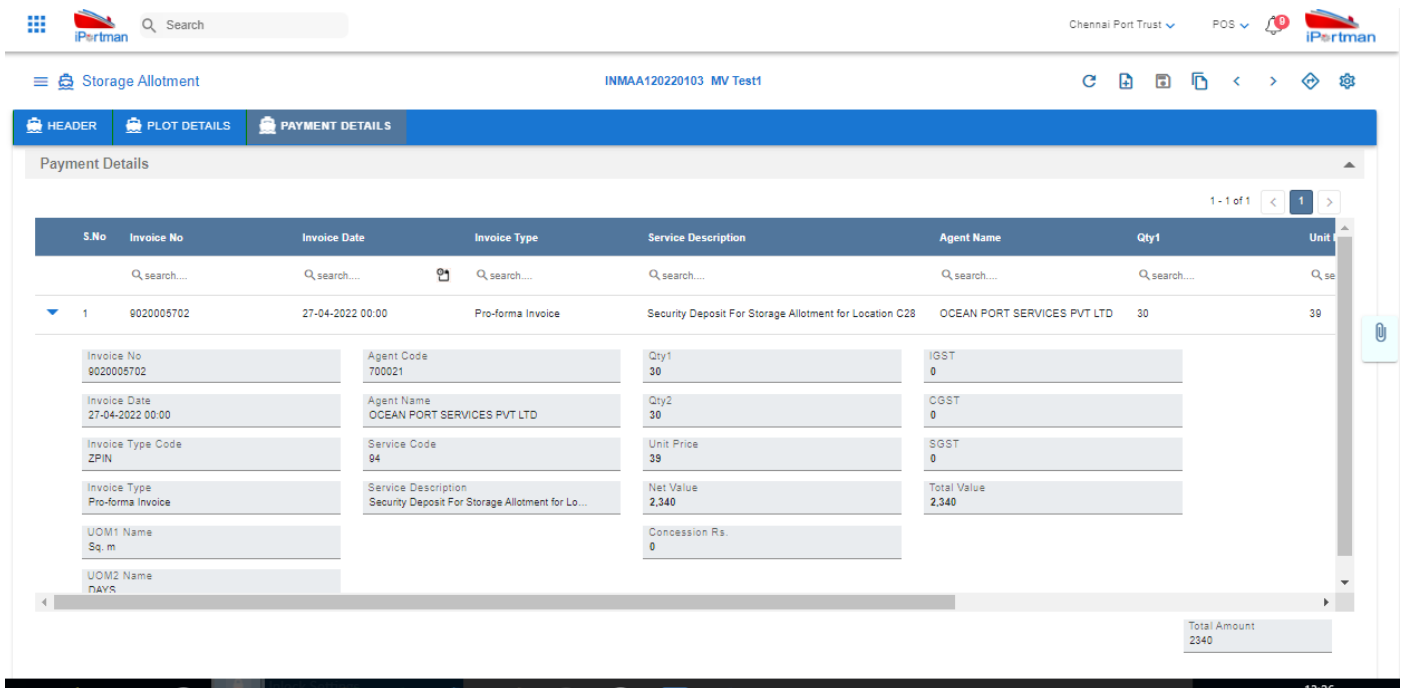 iPortman
Search
Chennai Port Trust
POS
9
iPortman
Storage Allotment
INMAA120220103 MV Test1
HEADER
PLOT DETAILS
PAYMENT DETAILS
Payment Details
1 - 1 of 1 < 1 >
S.No Invoice No Invoice Date Invoice Type Service Description Agent Name Qty1 Unit
search.... search.... search.... search.... search.... search.... se
1 9020005702 27-04-2022 00:00 Pro-forma Invoice Security Deposit For Storage Allotment for Location C28 OCEAN PORT SERVICES PVT LTD 30 39
Invoice No Agent Code Qty1 IGST
9020005702 700021 30 0
Invoice Date Agent Name Qty2 CGST
27-04-2022 00:00 OCEAN PORT SERVICES PVT LTD 30 0
Invoice Type Code Service Code Unit Price SGST
ZPIN 94 39 0
Invoice Type Service Description Net Value Total Value
Pro-forma Invoice Security Deposit For Storage Allotment for Lo... 2,340 2,340
UOM1 Name Concession Rs.
Sq. m 0
UOM2 Name
DAYS
Total Amount
2340